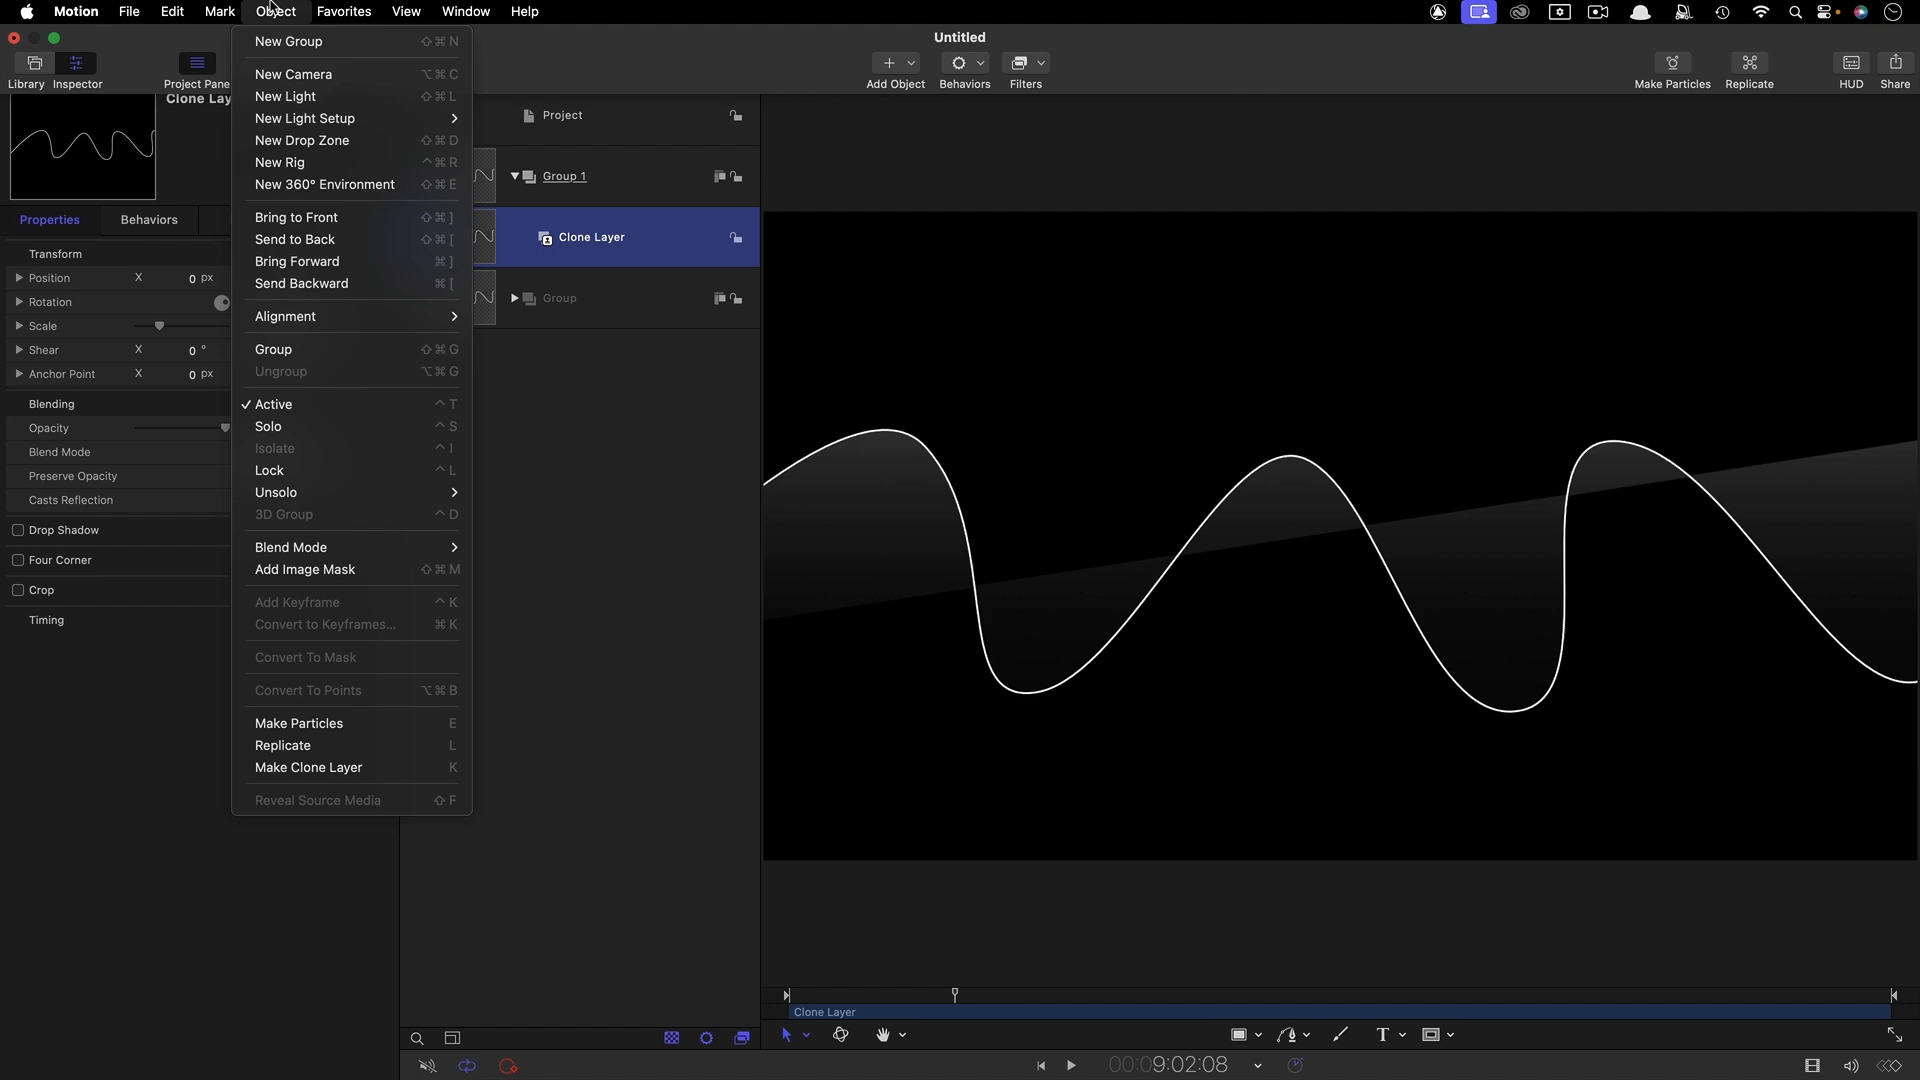 Motion File Edit Mark Object Favorites View Window Help
Untitled
Library Inspector Project Pane
Add Object Behaviors Filters
Make Particles Replicate HUD Share
Clone Lay
Properties Behaviors
Transform
Position X 0 px
Rotation
Scale
Shear X 0 °
Anchor Point X 0 px
Blending
Opacity
Blend Mode
Preserve Opacity
Casts Reflection
Drop Shadow
Four Corner
Crop
Timing
New Group ⇧⌘N
New Camera ⌥⌘C
New Light ⇧⌘L
New Light Setup >
New Drop Zone ⇧⌘D
New Rig ^⌘R
New 360° Environment ⇧⌘E
Bring to Front ⇧⌘]
Send to Back ⇧⌘[
Bring Forward ⌘]
Send Backward ⌘[
Alignment >
Group ⇧⌘G
Ungroup ⌥⌘G
✓ Active ^T
Solo ^S
Isolate ^I
Lock ^L
Unsolo >
3D Group ^D
Blend Mode >
Add Image Mask ⇧⌘M
Add Keyframe ^K
Convert to Keyframes... ⌘K
Convert To Mask
Convert To Points ⌥⌘B
Make Particles E
Replicate L
Make Clone Layer K
Reveal Source Media ⇧F
Project
Group 1
Clone Layer
Group
Clone Layer
T
00:09:02:08